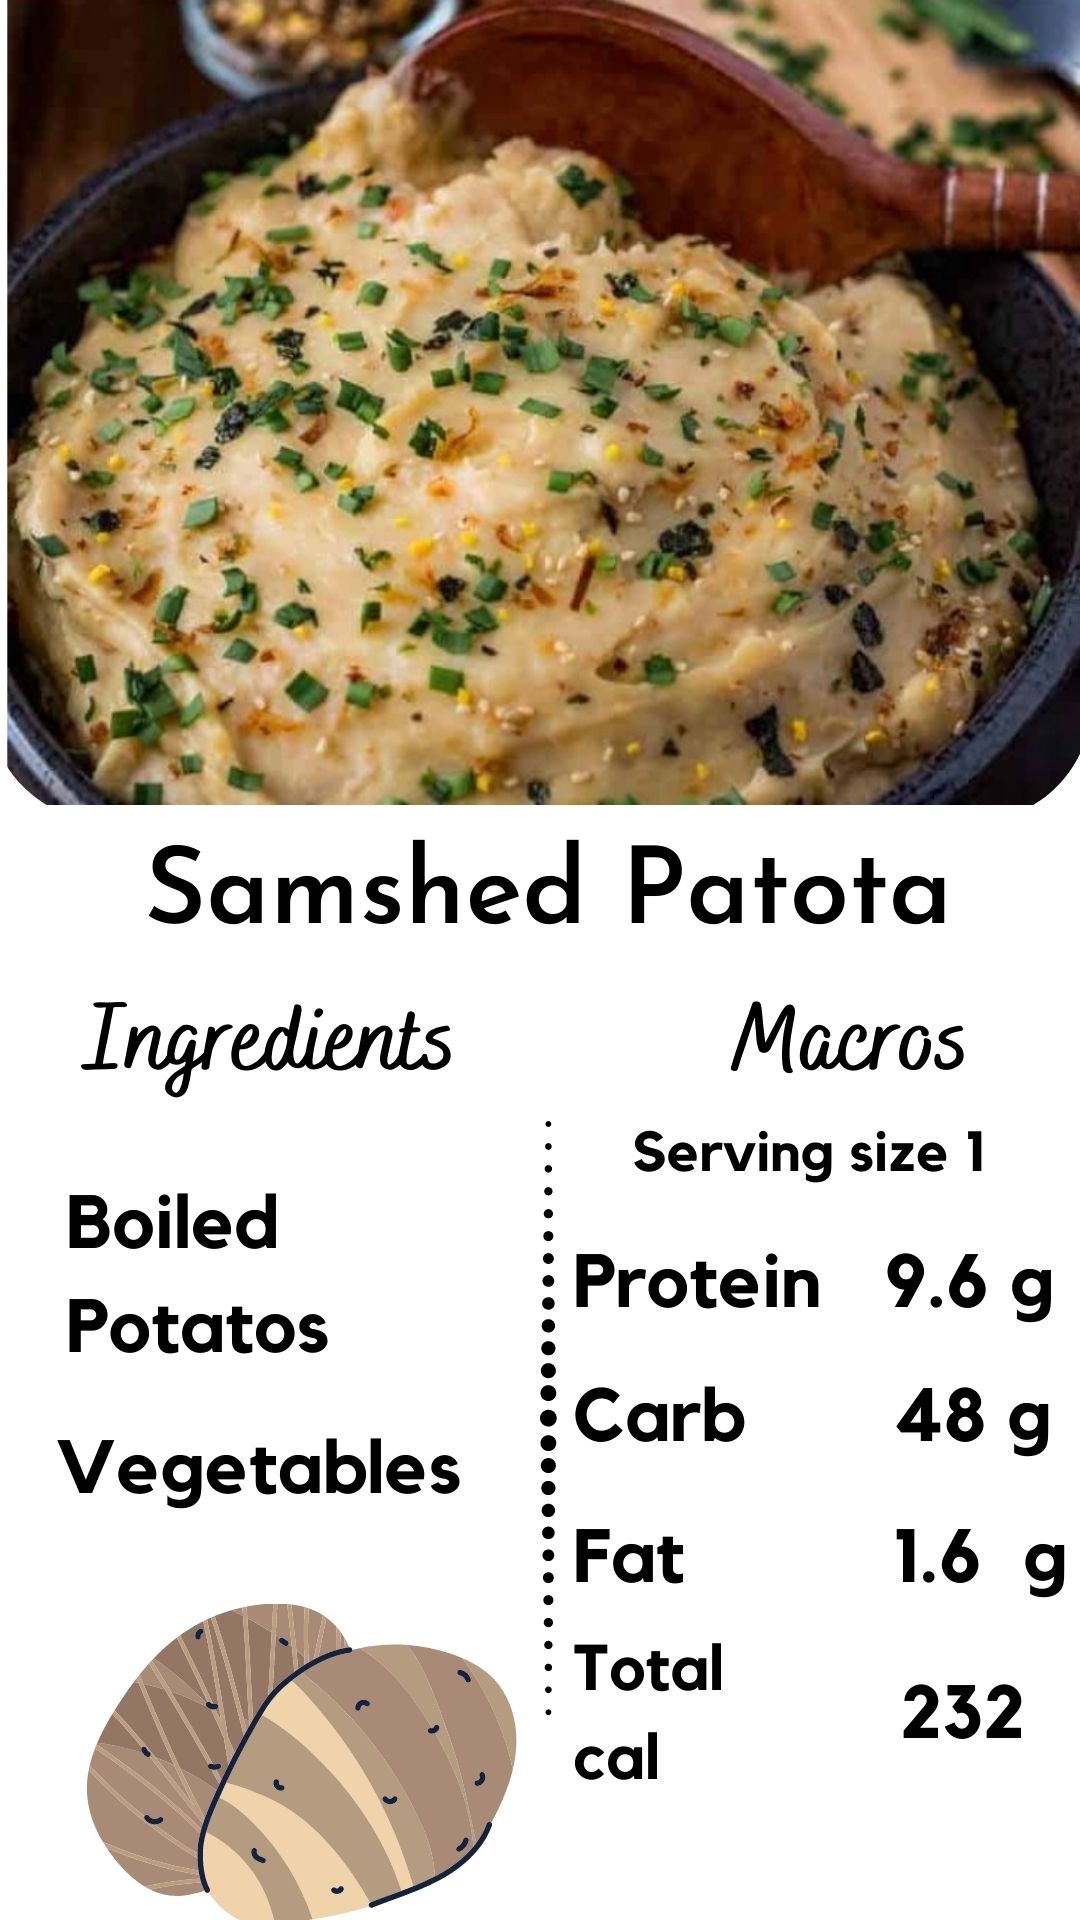 Samshed Patota
Ingredients
Boiled
Potatos
Vegetables
Macros
Serving size 1
Protein 9.6 g
Carb 48 g
Fat 1.6 g
Total
cal 232